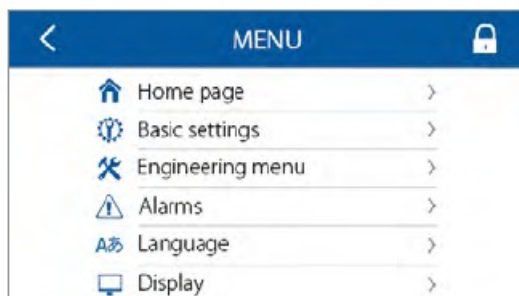 MENU
Home page
Basic settings
Engineering menu
Alarms
Aあ Language
Display